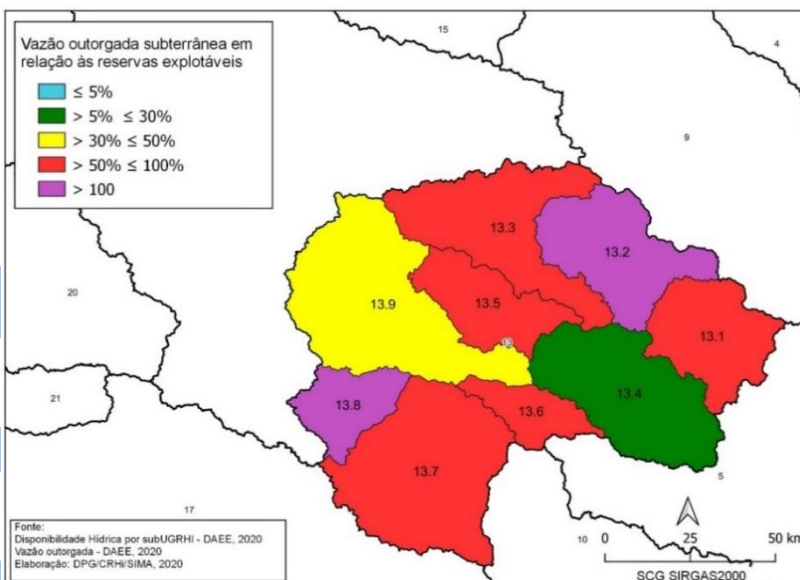 Vazão outorgada subterrânea em
relação às reservas explotáveis
≤ 5%
> 5% ≤ 30%
> 30% ≤ 50%
> 50% ≤ 100%
> 100
15
4
9
13.3
13.2
20
13.9
13.5
13
13.1
21
13.8
13.4
13.6
13.7
5
17
10
0 25 50 km
SCG SIRGAS2000
Fonte:
Disponibilidade Hídrica por subUGRHI - DAEE, 2020
Vazão outorgada - DAEE, 2020
Elaboração: DPG/CRHi/SIMA, 2020